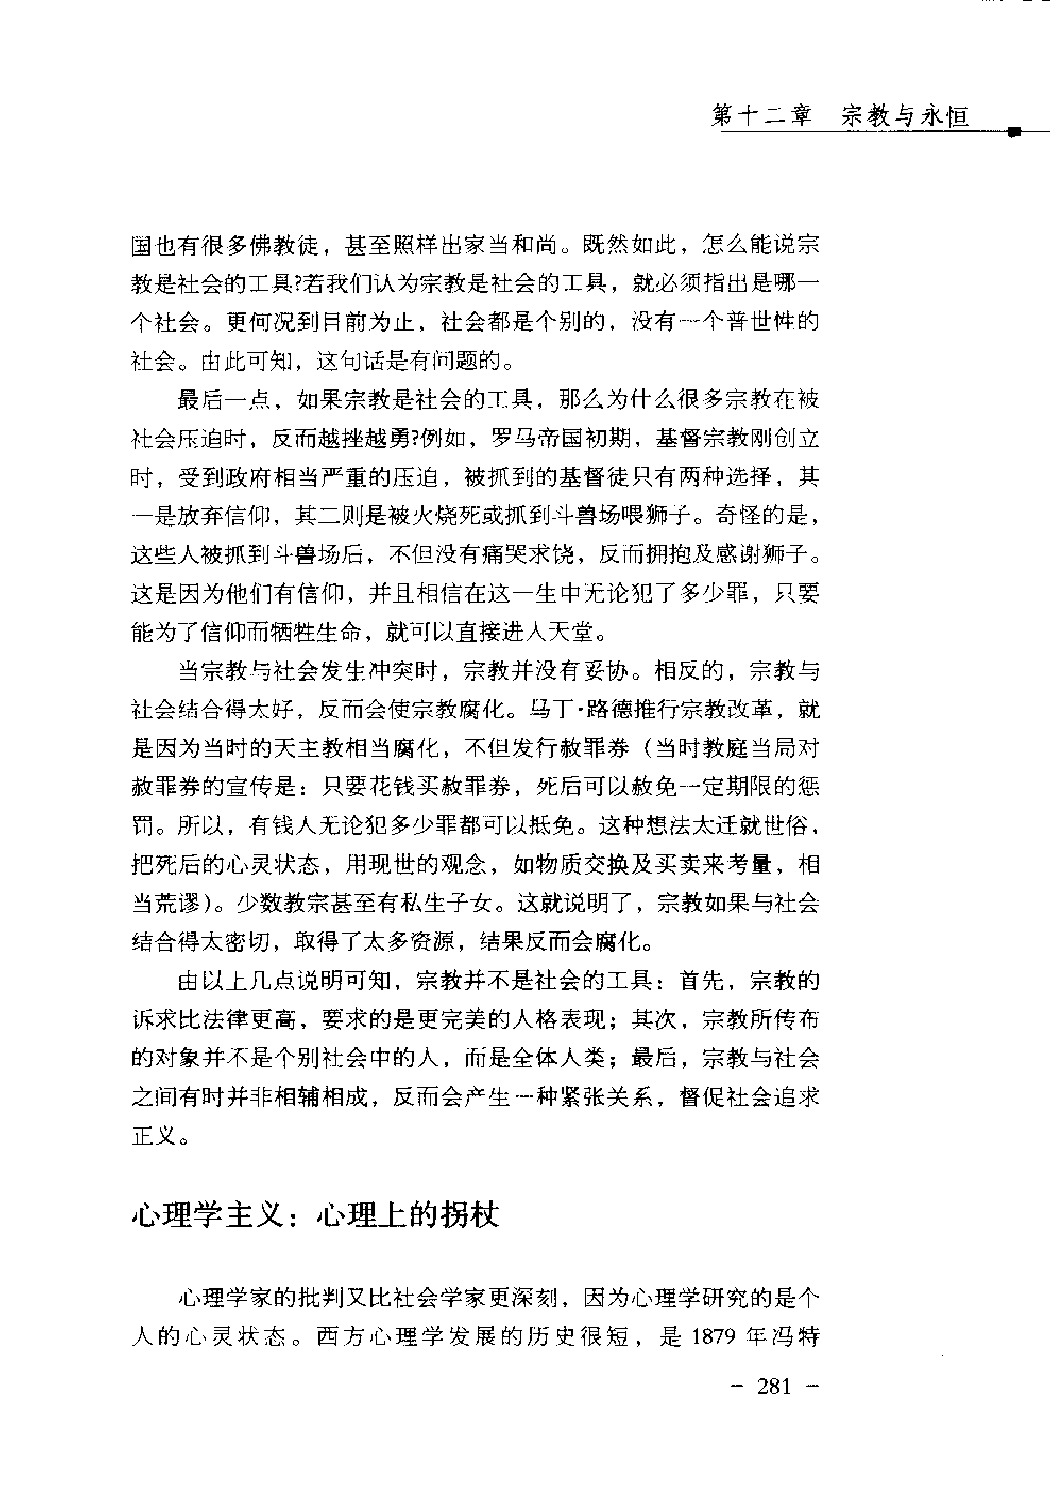 第十二章 宗教与永恒
国也有很多佛教徒，甚至照样出家当和尚。既然如此，怎么能说宗
教是社会的工具?若我们认为宗教是社会的工具，就必须指出是哪一
个社会。更何况到目前为止，社会都是个别的，没有一个普世性的
社会。由此可知，这句话是有问题的。
最后一点，如果宗教是社会的工具，那么为什么很多宗教在被
社会压迫时，反而越挫越勇?例如，罗马帝国初期，基督宗教刚创立
时，受到政府相当严重的压迫，被抓到的基督徒只有两种选择，其
一是放弃信仰，其二则是被火烧死或抓到斗兽场喂狮子。奇怪的是，
这些人被抓到斗兽场后，不但没有痛哭求饶，反而拥抱及感谢狮子。
这是因为他们有信仰，并且相信在这一生中无论犯了多少罪，只要
能为了信仰而牺牲生命，就可以直接进入天堂。
当宗教与社会发生冲突时，宗教并没有妥协。相反的，宗教与
社会结合得太好，反而会使宗教腐化。马丁·路德推行宗教改革，就
是因为当时的天主教相当腐化，不但发行赦罪券（当时教庭当局对
赦罪券的宣传是：只要花钱买赦罪券，死后可以赦免一定期限的惩
罚。所以，有钱人无论犯多少罪都可以抵免。这种想法太迁就世俗，
把死后的心灵状态，用现世的观念，如物质交换及买卖来考量，相
当荒谬)。少数教宗甚至有私生子女。这就说明了，宗教如果与社会
结合得太密切，取得了太多资源，结果反而会腐化。
由以上几点说明可知，宗教并不是社会的工具：首先，宗教的
诉求比法律更高，要求的是更完美的人格表现；其次，宗教所传布
的对象并不是个别社会中的人，而是全体人类；最后，宗教与社会
之间有时并非相辅相成，反而会产生一种紧张关系，督促社会追求
正义。
心理学主义：心理上的拐杖
心理学家的批判又比社会学家更深刻，因为心理学研究的是个
人的心灵状态。西方心理学发展的历史很短，是 1879 年冯特
- 281 -